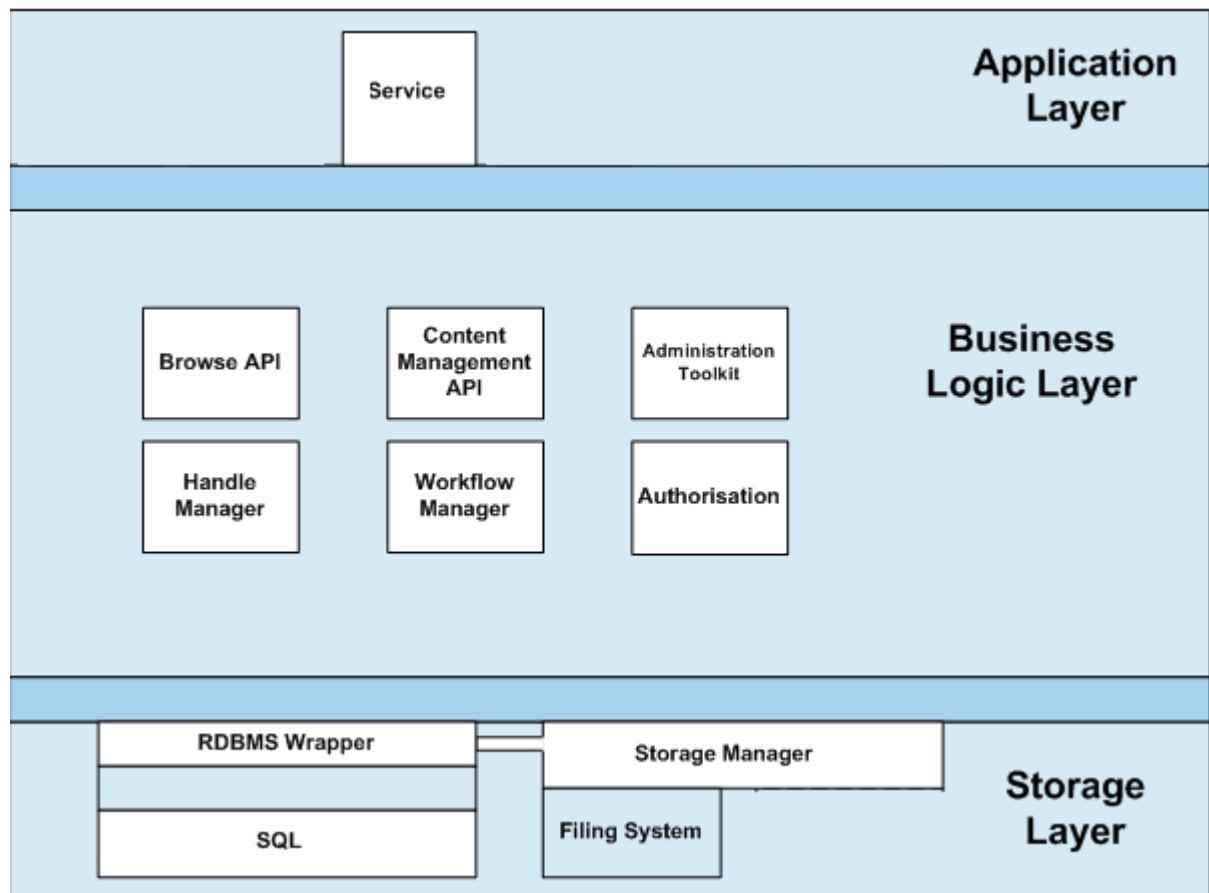 Service
Application
Layer
Browse API
Content
Management
API
Administration
Toolkit
Business
Logic Layer
Handle
Manager
Workflow
Manager
Authorisation
RDBMS Wrapper
Storage Manager
SQL
Filing System
Storage
Layer